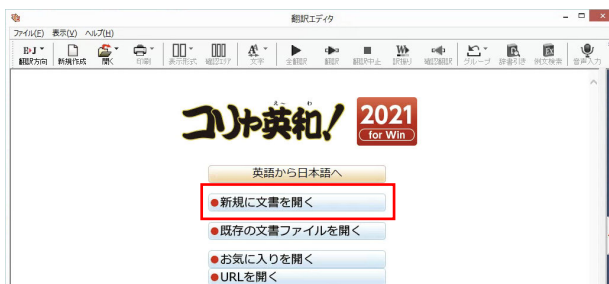 翻訳エディタ
ファイル(F) 表示(V) ヘルプ(H)
E›J
翻訳方向 新規作成 開く 印刷 表示形式 確認エリア 文字 全翻訳 翻訳 翻訳中止 訳振り 確認翻訳 グループ 辞書引き 例文検索 音声入力
え〜 わ
コリャ英和! 2021
for Win
英語から日本語へ
●新規に文書を開く
●既存の文書ファイルを開く
●お気に入りを開く
●URLを開く